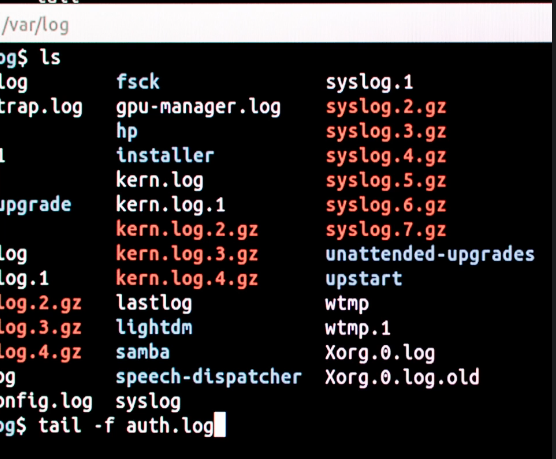 /var/log
og$ ls
log fsck syslog.1
trap.log gpu-manager.log syslog.2.gz
hp syslog.3.gz
l installer syslog.4.gz
kern.log syslog.5.gz
upgrade kern.log.1 syslog.6.gz
kern.log.2.gz syslog.7.gz
log kern.log.3.gz unattended-upgrades
log.1 kern.log.4.gz upstart
log.2.gz lastlog wtmp
log.3.gz lightdm wtmp.1
log.4.gz samba Xorg.0.log
og speech-dispatcher Xorg.0.log.old
onfig.log syslog
og$ tail -f auth.log